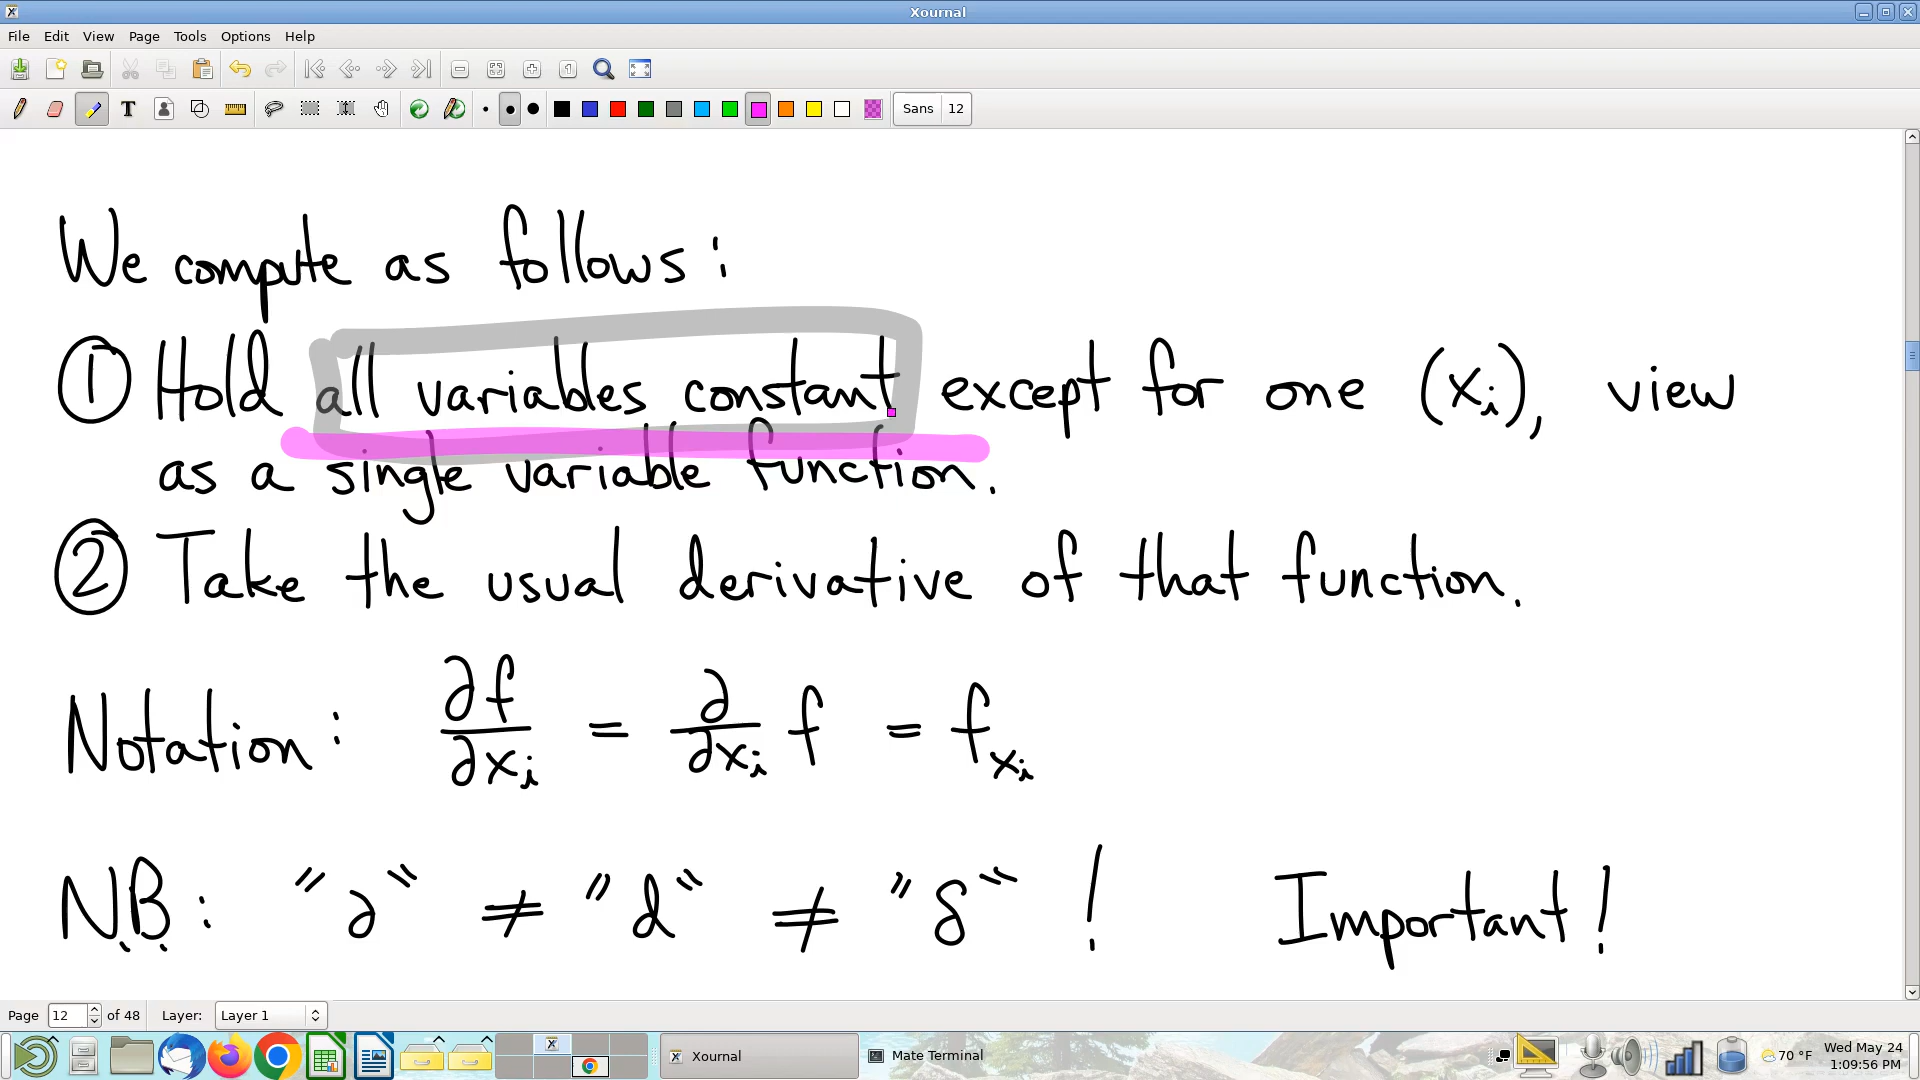 Xournal
File Edit View Page Tools Options Help
Sans 12
We compute as follows:
① Hold all variables constant except for one (xᵢ), view
as a single variable function.
② Take the usual derivative of that function.
Notation: ∂f/∂xᵢ = ∂/∂xᵢ f = f_xᵢ
N.B.: "∂" ≠ "d" ≠ "δ" ! Important!
Page 12 of 48 Layer: Layer 1
Xournal Mate Terminal 70 °F Wed May 24
1:09:56 PM